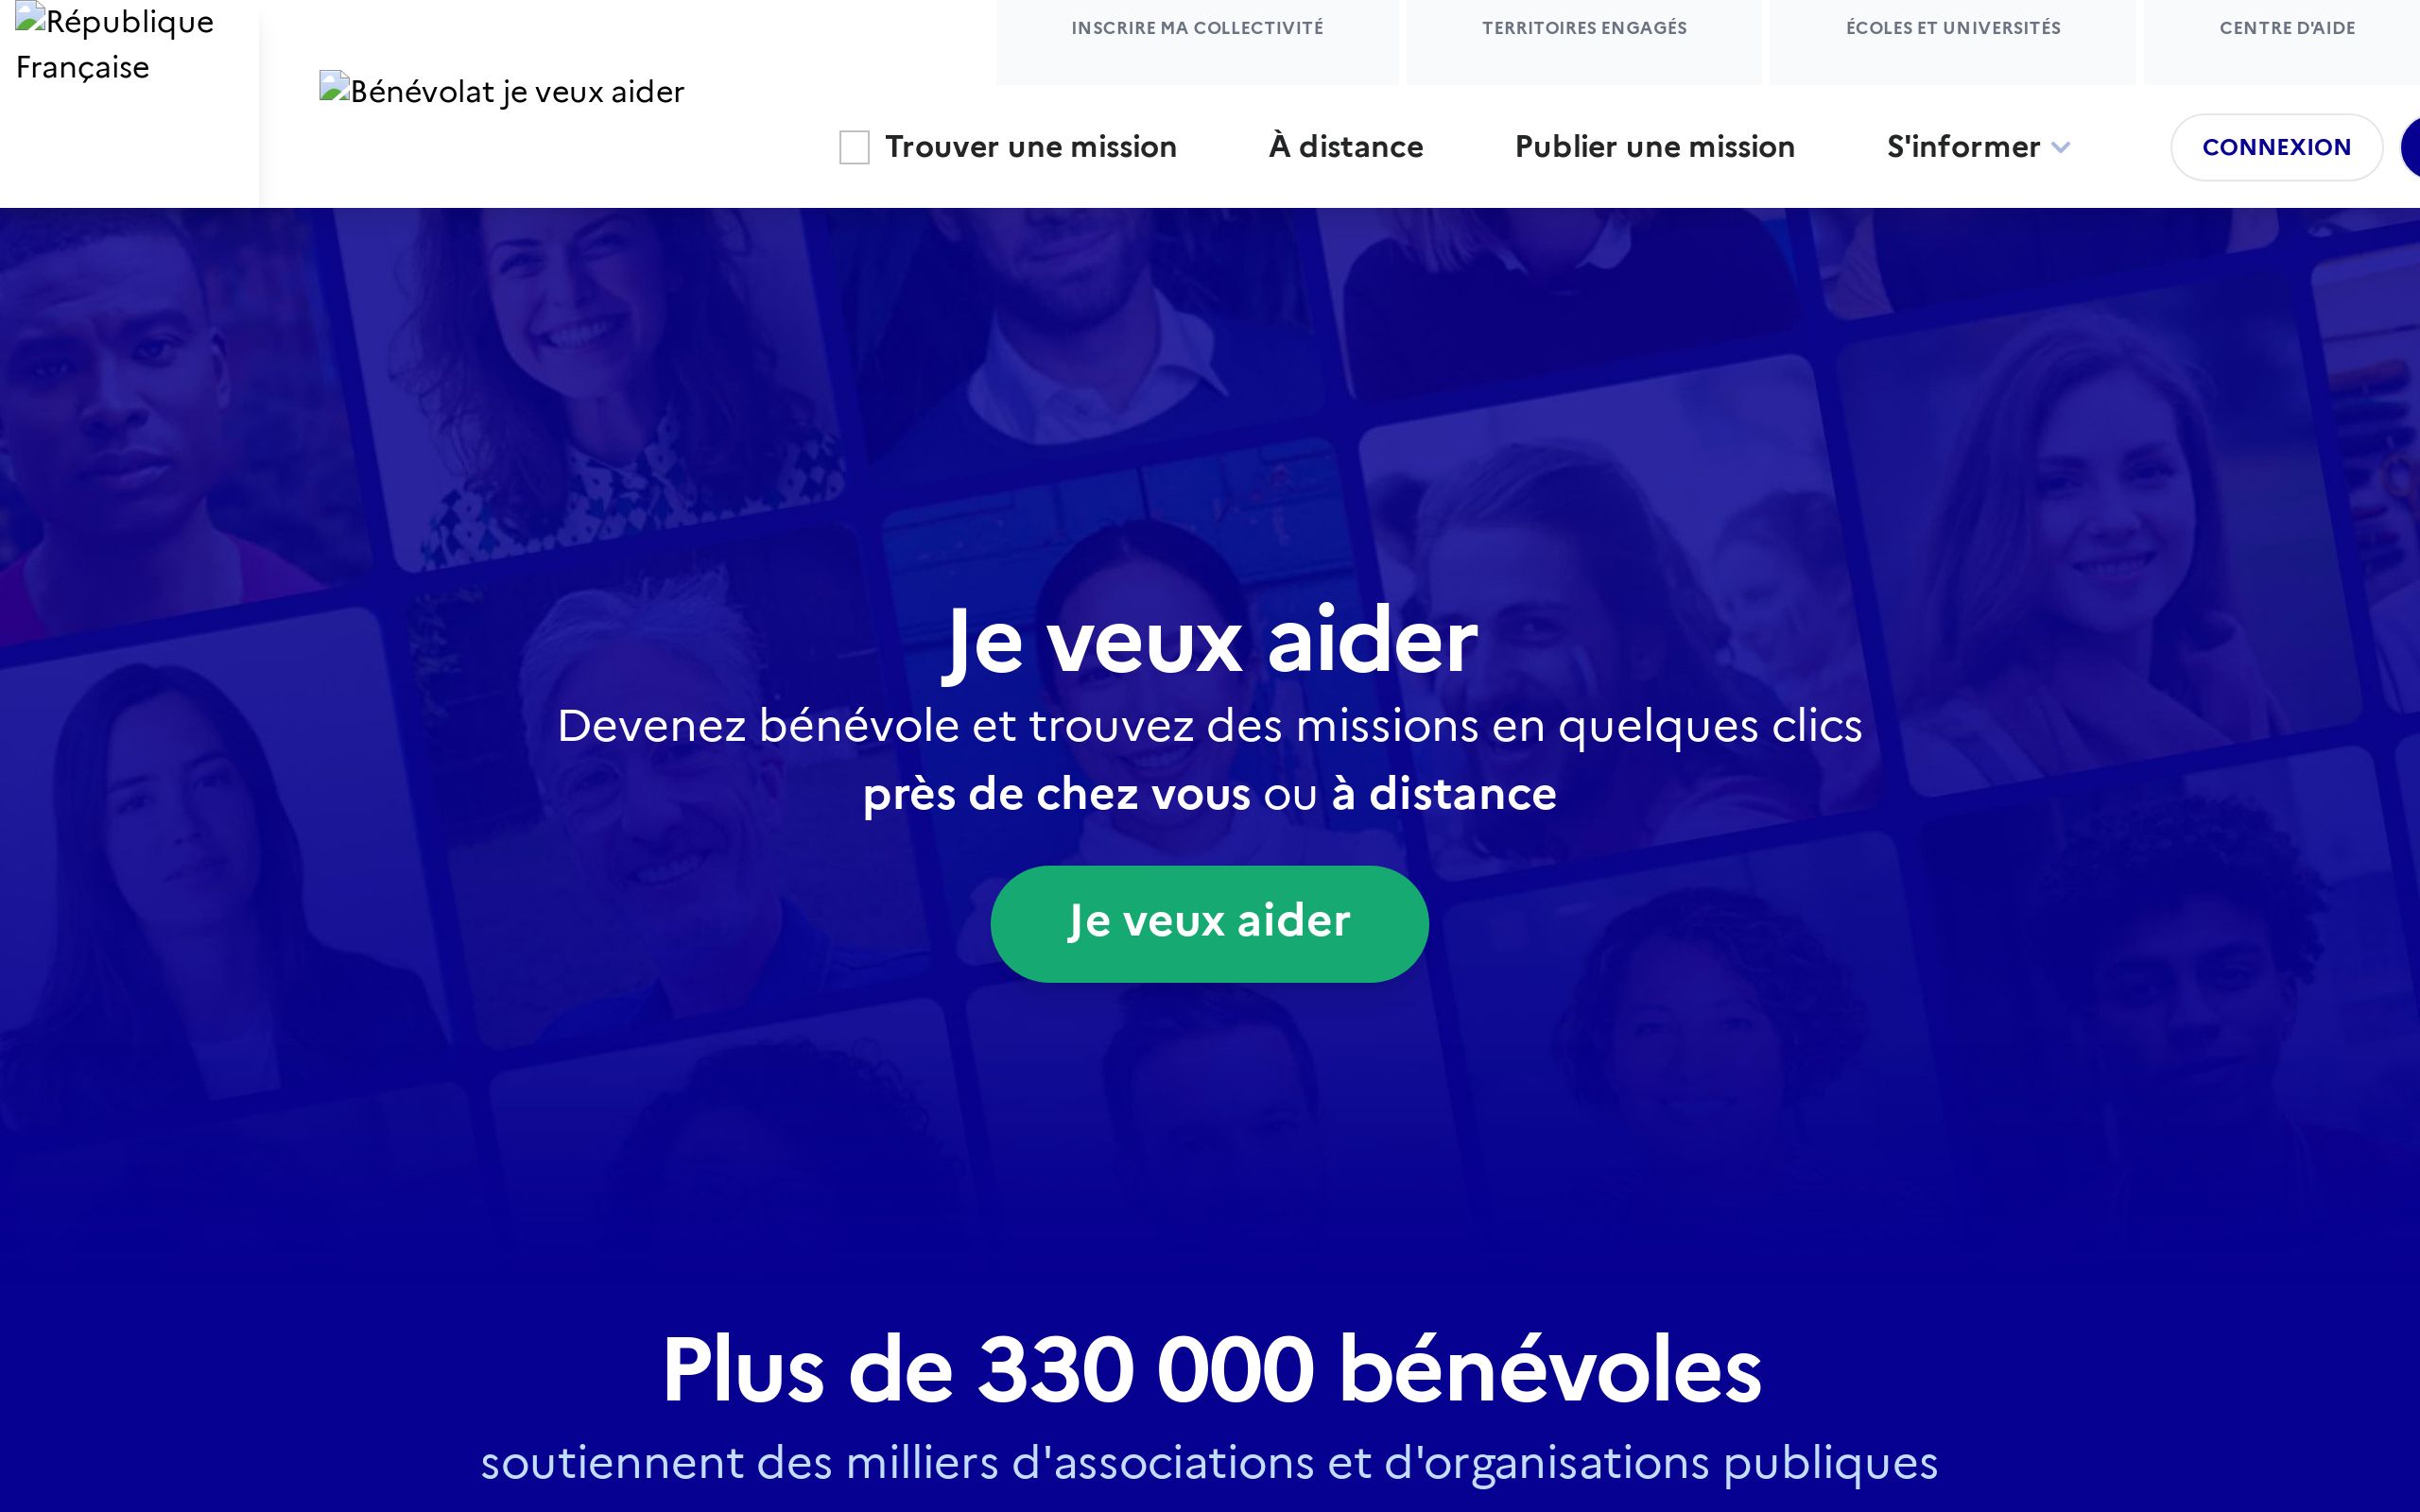 République
Française
Bénévolat je veux aider
INSCRIRE MA COLLECTIVITÉ
TERRITOIRES ENGAGÉS
ÉCOLES ET UNIVERSITÉS
CENTRE D'AIDE
Trouver une mission
À distance
Publier une mission
S'informer
CONNEXION
Je veux aider
Devenez bénévole et trouvez des missions en quelques clics
près de chez vous ou à distance
Je veux aider
Plus de 330 000 bénévoles
soutiennent des milliers d'associations et d'organisations publiques